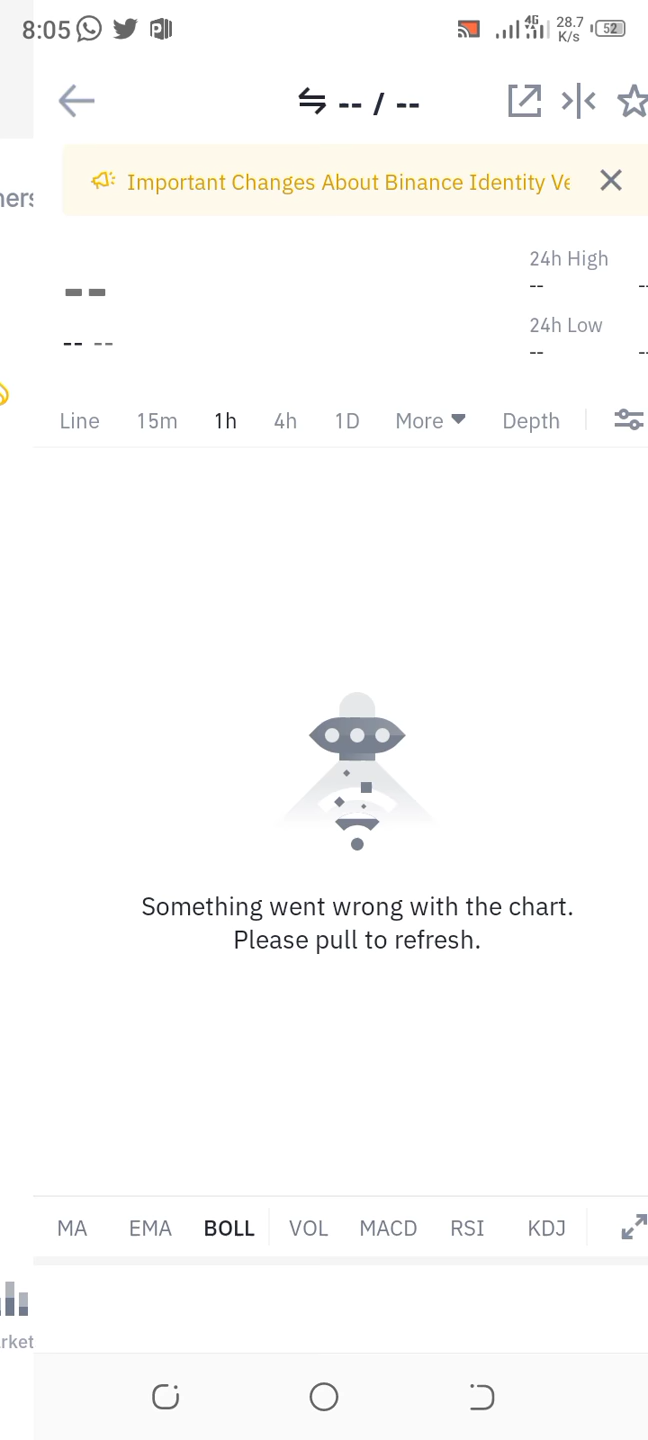 8:05 4G 28.7 K/s 52
-- / --
Important Changes About Binance Identity Ve
24h High
-- --
-- --
24h Low
-- --
Line 15m 1h 4h 1D More Depth
Something went wrong with the chart.
Please pull to refresh.
MA EMA BOLL VOL MACD RSI KDJ